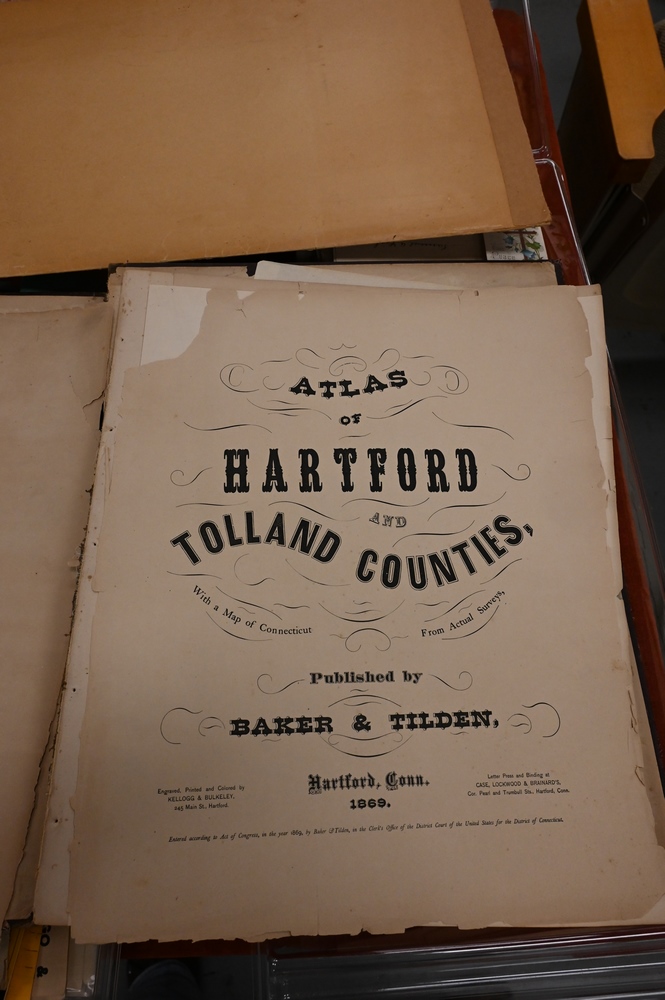 ATLAS
OF
HARTFORD
AND
TOLLAND COUNTIES,
With a Map of Connecticut
From Actual Surveys,
Published by
BAKER & TILDEN,
Hartford, Conn.
1869.
Engraved, Printed and Colored by
KELLOGG & BULKELEY,
245 Main St., Hartford.
Letter Press and Binding at
CASE, LOCKWOOD & BRAINARD'S,
Cor. Pearl and Trumbull Sts., Hartford, Conn.
Entered according to Act of Congress, in the year 1869, by Baker & Tilden, in the Clerk's Office of the District Court of the United States for the District of Connecticut.